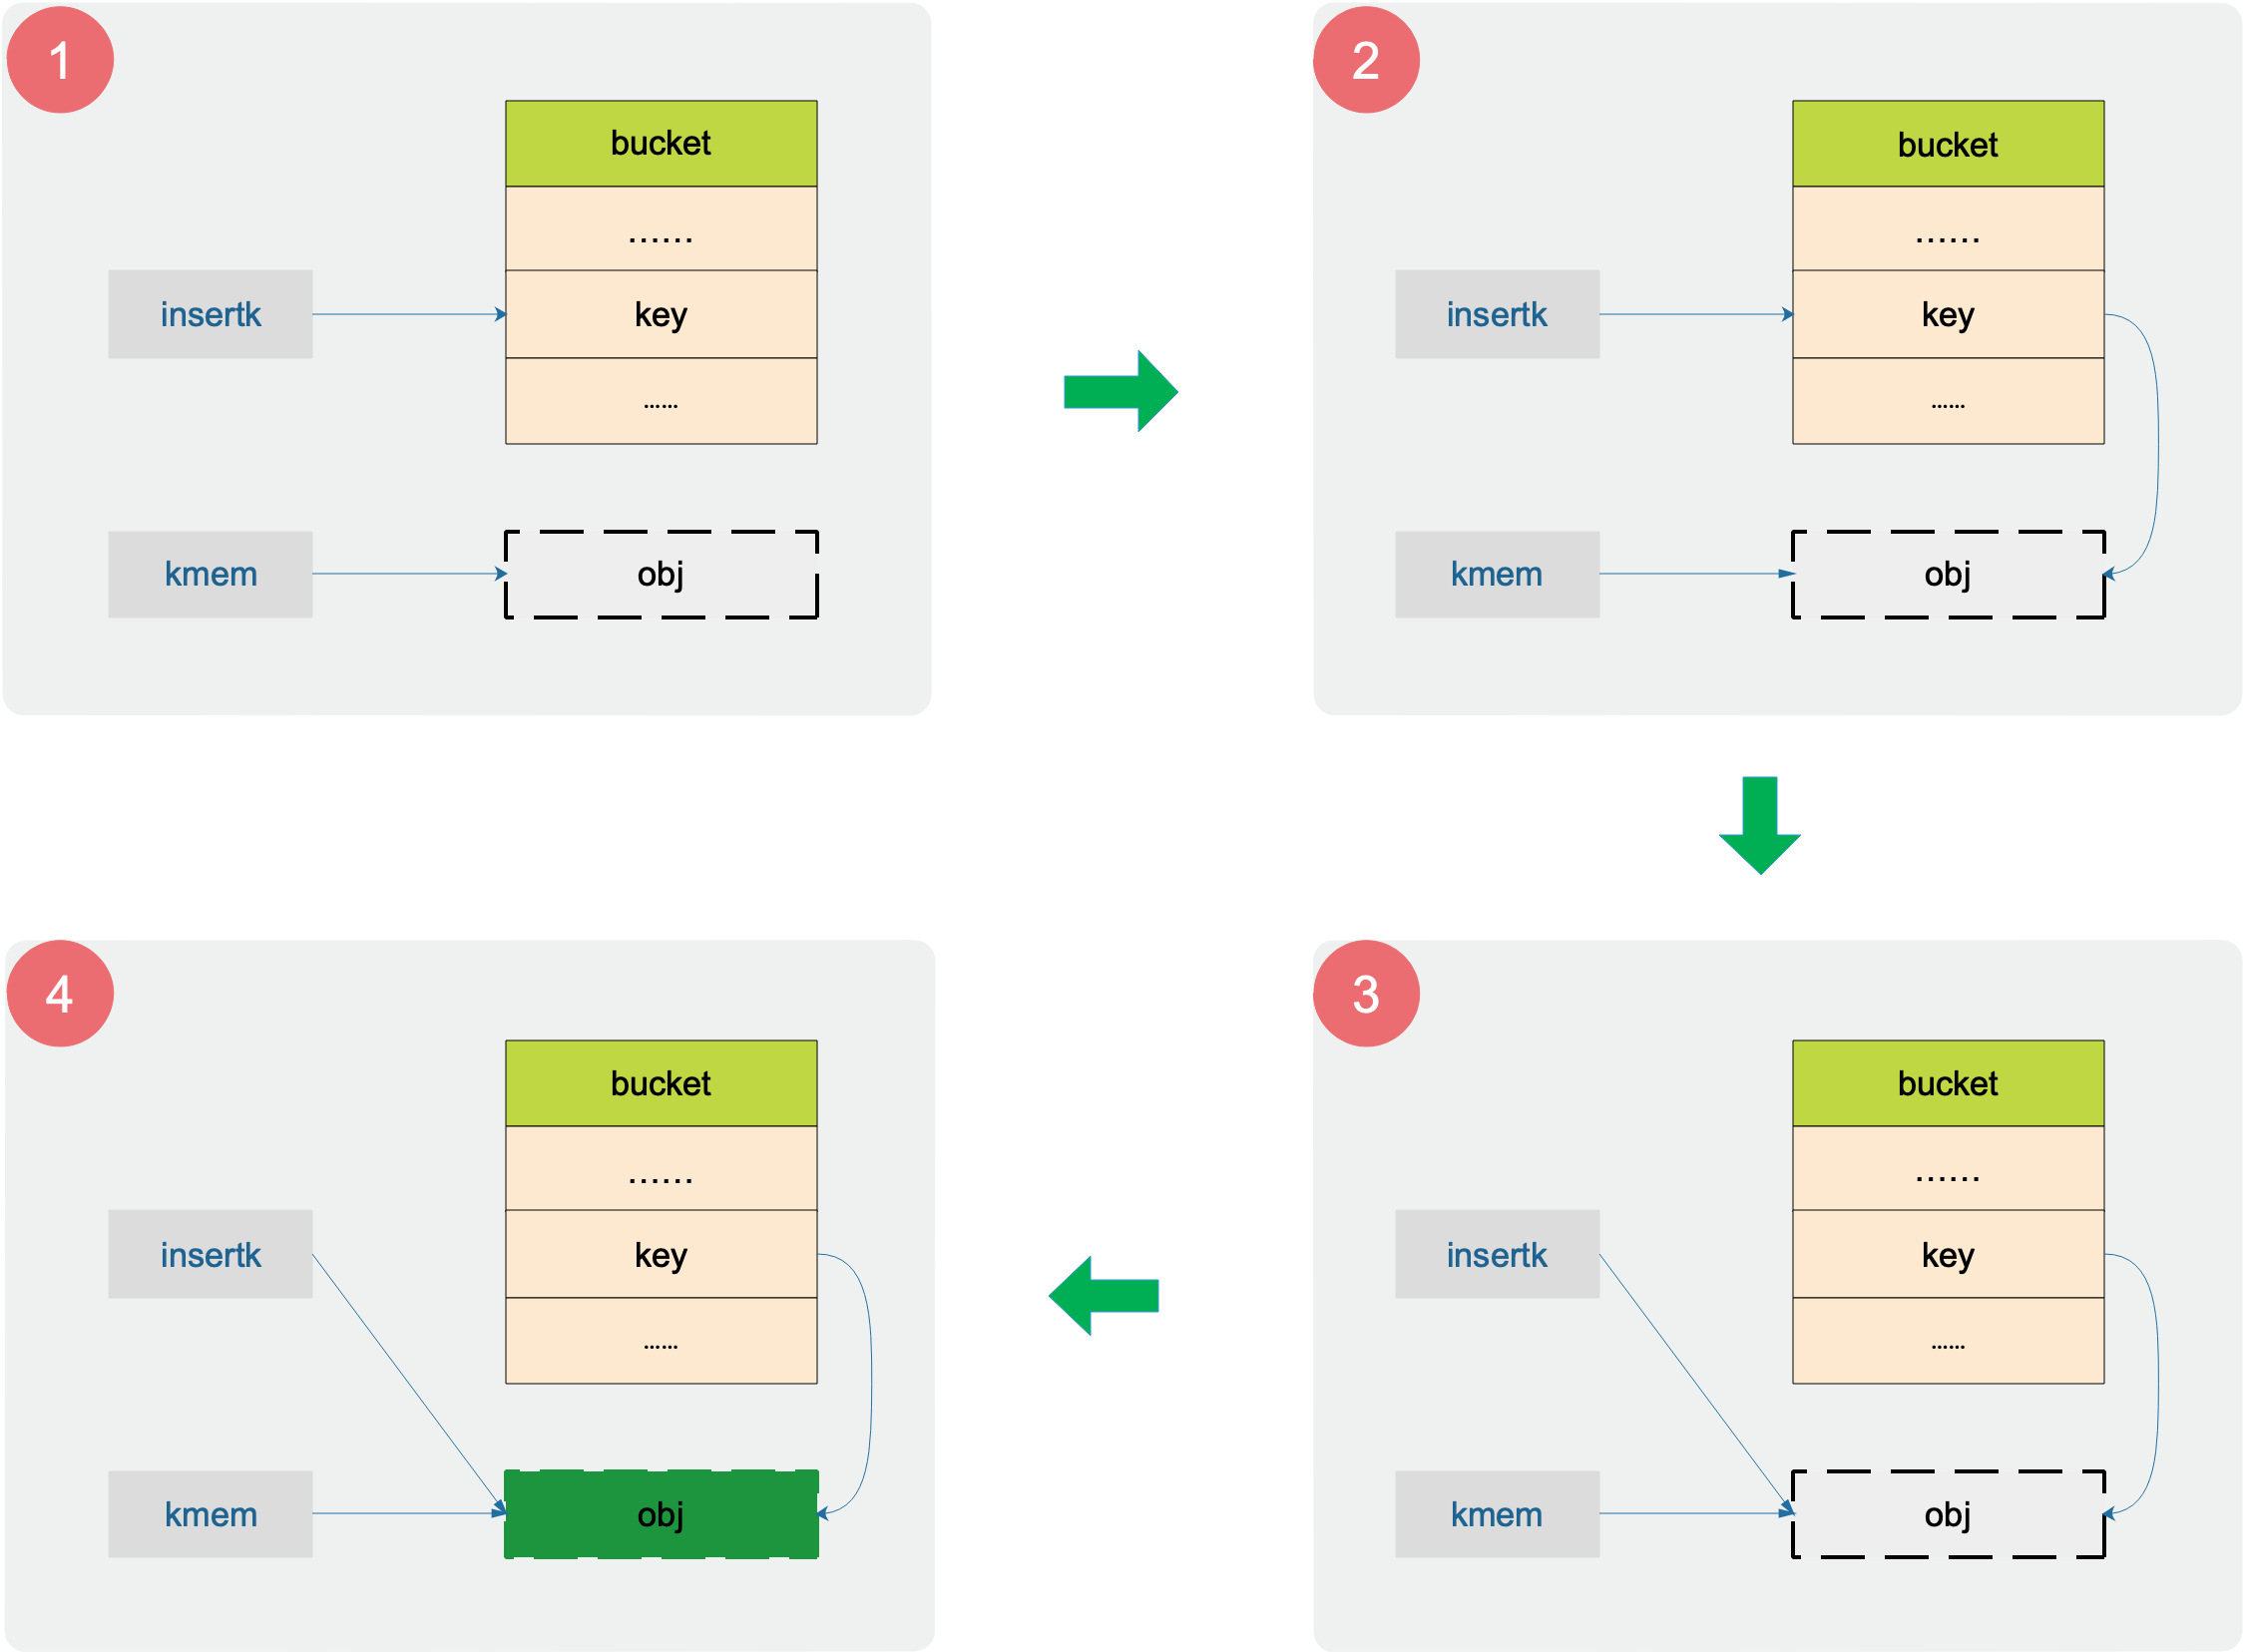 1
bucket
......
insertk
key
......
kmem
obj
2
bucket
......
insertk
key
......
kmem
obj
4
bucket
......
insertk
key
......
kmem
obj
3
bucket
......
insertk
key
......
kmem
obj